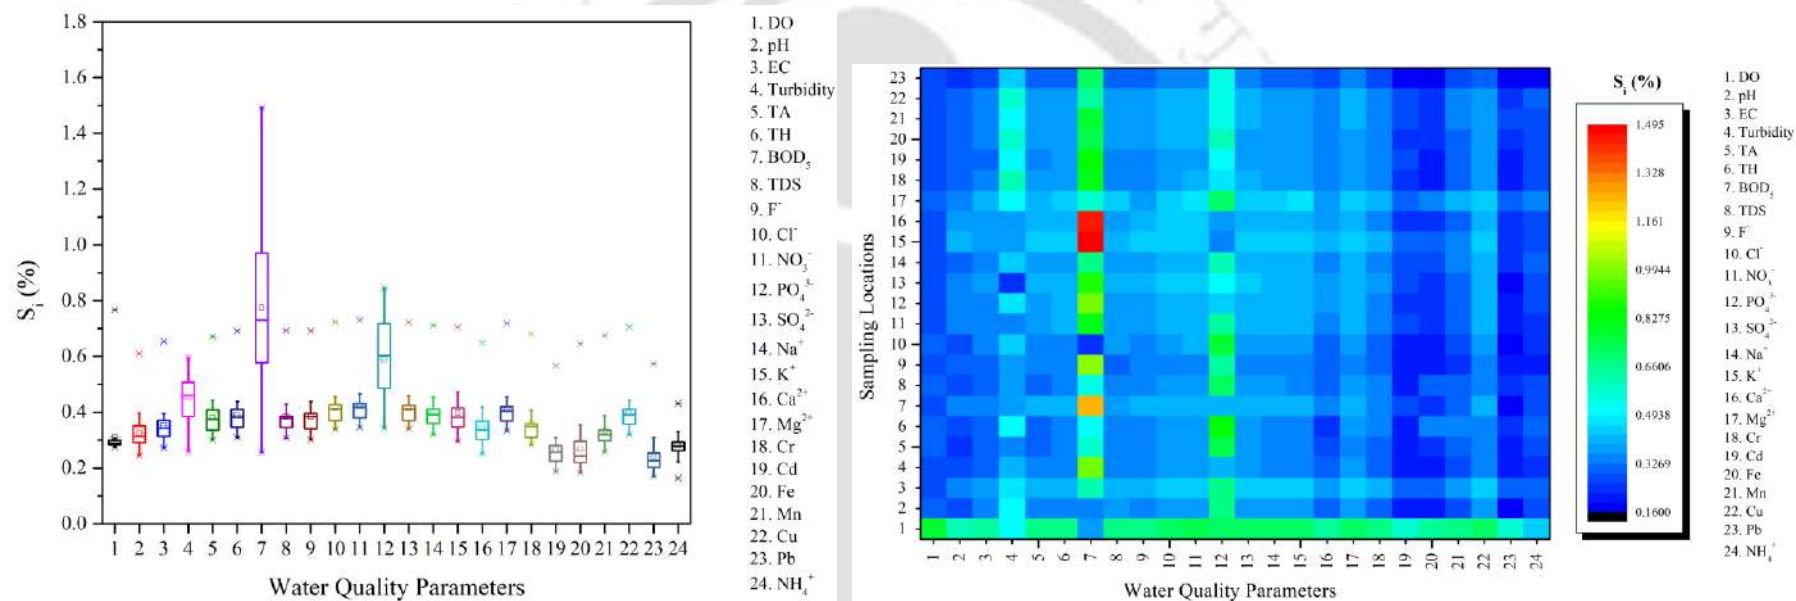 1.8
1.6
1.4
1.2
1.0
0.8
0.6
0.4
0.2
0.0
S_i (%)
1 2 3 4 5 6 7 8 9 10 11 12 13 14 15 16 17 18 19 20 21 22 23 24
Water Quality Parameters
1. DO
2. pH
3. EC
4. Turbidity
5. TA
6. TH
7. BOD₅
8. TDS
9. F⁻
10. Cl⁻
11. NO₃⁻
12. PO₄³⁻
13. SO₄²⁻
14. Na⁺
15. K⁺
16. Ca²⁺
17. Mg²⁺
18. Cr
19. Cd
20. Fe
21. Mn
22. Cu
23. Pb
24. NH₄⁺
Sampling Locations
23
22
21
20
19
18
17
16
15
14
13
12
11
10
9
8
7
6
5
4
3
2
1
1 2 3 4 5 6 7 8 9 10 11 12 13 14 15 16 17 18 19 20 21 22 23 24
Water Quality Parameters
S_i (%)
1.495
1.328
1.161
0.9944
0.8275
0.6606
0.4938
0.3269
0.1600
1. DO
2. pH
3. EC
4. Turbidity
5. TA
6. TH
7. BOD₅
8. TDS
9. F⁻
10. Cl⁻
11. NO₃⁻
12. PO₄³⁻
13. SO₄²⁻
14. Na⁺
15. K⁺
16. Ca²⁺
17. Mg²⁺
18. Cr
19. Cd
20. Fe
21. Mn
22. Cu
23. Pb
24. NH₄⁺